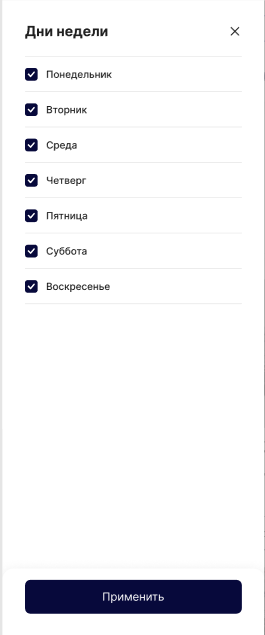 Дни недели
Понедельник
Вторник
Среда
Четверг
Пятница
Суббота
Воскресенье
Применить